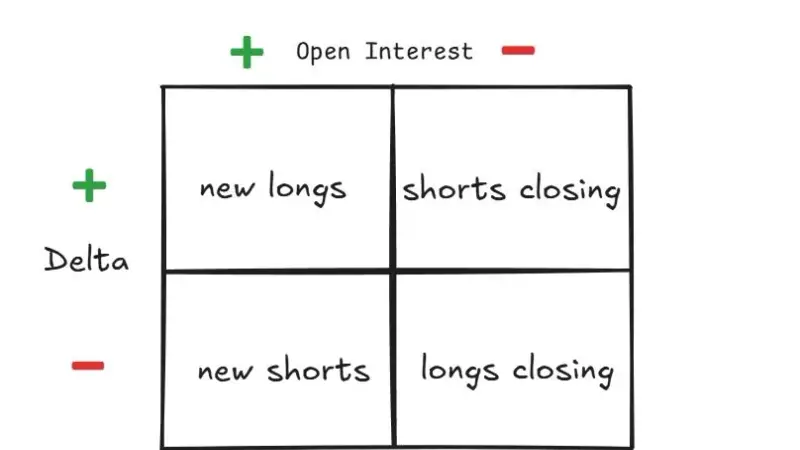 + Open Interest −
+
new longs
shorts closing
Delta
−
new shorts
longs closing